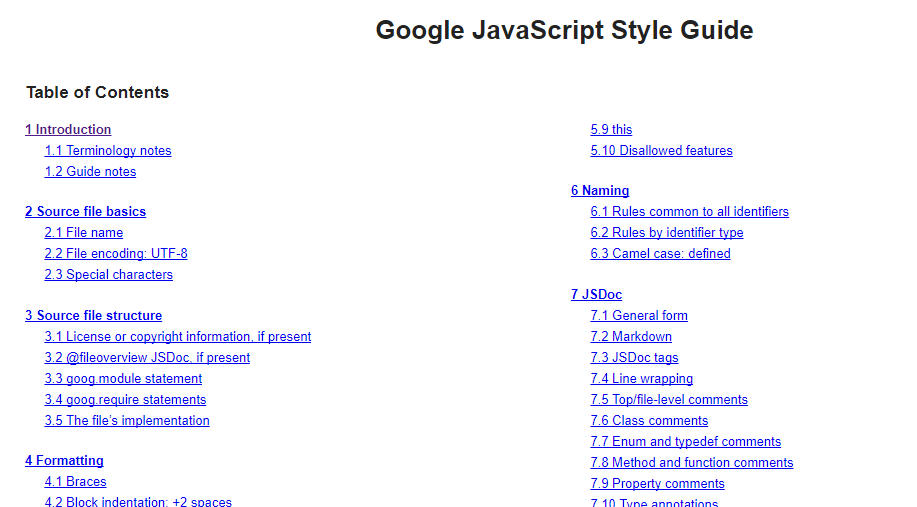 Google JavaScript Style Guide
Table of Contents
1 Introduction
1.1 Terminology notes
1.2 Guide notes
2 Source file basics
2.1 File name
2.2 File encoding: UTF-8
2.3 Special characters
3 Source file structure
3.1 License or copyright information, if present
3.2 @fileoverview JSDoc, if present
3.3 goog.module statement
3.4 goog.require statements
3.5 The file’s implementation
4 Formatting
4.1 Braces
4.2 Block indentation: +2 spaces
5.9 this
5.10 Disallowed features
6 Naming
6.1 Rules common to all identifiers
6.2 Rules by identifier type
6.3 Camel case: defined
7 JSDoc
7.1 General form
7.2 Markdown
7.3 JSDoc tags
7.4 Line wrapping
7.5 Top/file-level comments
7.6 Class comments
7.7 Enum and typedef comments
7.8 Method and function comments
7.9 Property comments
7.10 Type annotations